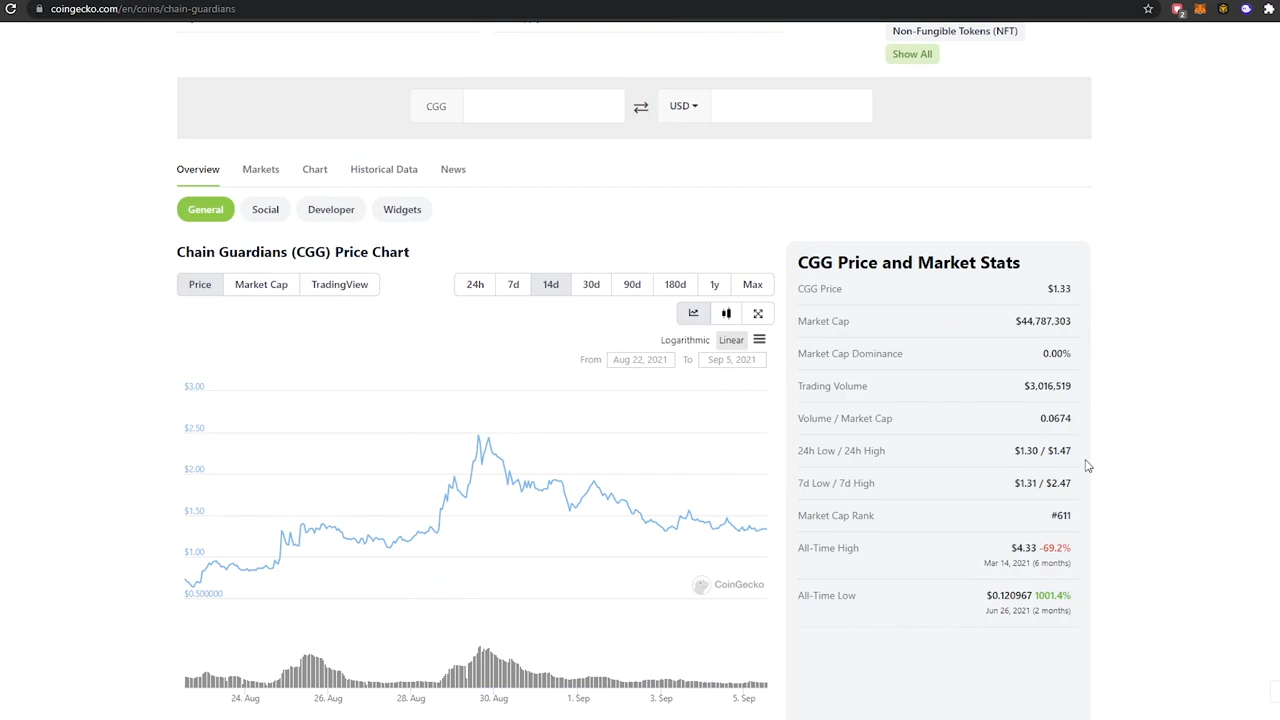 coingecko.com/en/coins/chain-guardians
2
Non-Fungible Tokens (NFT)
Show All
CGG
USD
Overview Markets Chart Historical Data News
General Social Developer Widgets
Chain Guardians (CGG) Price Chart
Price Market Cap TradingView
24h 7d 14d 30d 90d 180d 1y Max
Logarithmic Linear
From Aug 22, 2021 To Sep 5, 2021
$3.00
$2.50
$2.00
$1.50
$1.00
$0.500000
CoinGecko
24. Aug 26. Aug 28. Aug 30. Aug 1. Sep 3. Sep 5. Sep
CGG Price and Market Stats
CGG Price $1.33
Market Cap $44,787,303
Market Cap Dominance 0.00%
Trading Volume $3,016,519
Volume / Market Cap 0.0674
24h Low / 24h High $1.30 / $1.47
7d Low / 7d High $1.31 / $2.47
Market Cap Rank #611
All-Time High $4.33 -69.2%
Mar 14, 2021 (6 months)
All-Time Low $0.120967 1001.4%
Jun 26, 2021 (2 months)